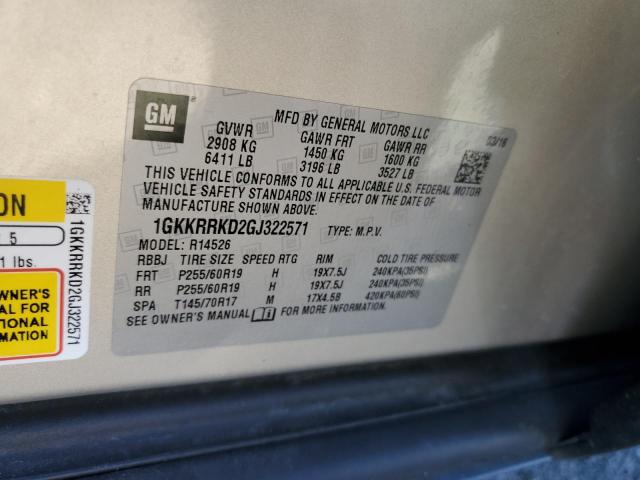 GM
MFD BY GENERAL MOTORS LLC
03/16
GVWR GAWR FRT GAWR RR
2908 KG 1450 KG 1600 KG
6411 LB 3196 LB 3527 LB
THIS VEHICLE CONFORMS TO ALL APPLICABLE U.S. FEDERAL MOTOR
VEHICLE SAFETY STANDARDS IN EFFECT ON THE DATE OF
MANUFACTURE SHOWN ABOVE.
1GKKRRKD2GJ322571 TYPE: M.P.V.
MODEL: R14526
RBBJ TIRE SIZE SPEED RTG RIM COLD TIRE PRESSURE
FRT P255/60R19 H 19X7.5J 240KPA(35PSI)
RR P255/60R19 H 19X7.5J 240KPA(35PSI)
SPA T145/70R17 M 17X4.5B 420KPA(60PSI)
SEE OWNER'S MANUAL FOR MORE INFORMATION.
ION
5
1 lbs.
OWNER'S
FOR
TIONAL
MATION
1GKKRRKD2GJ322571